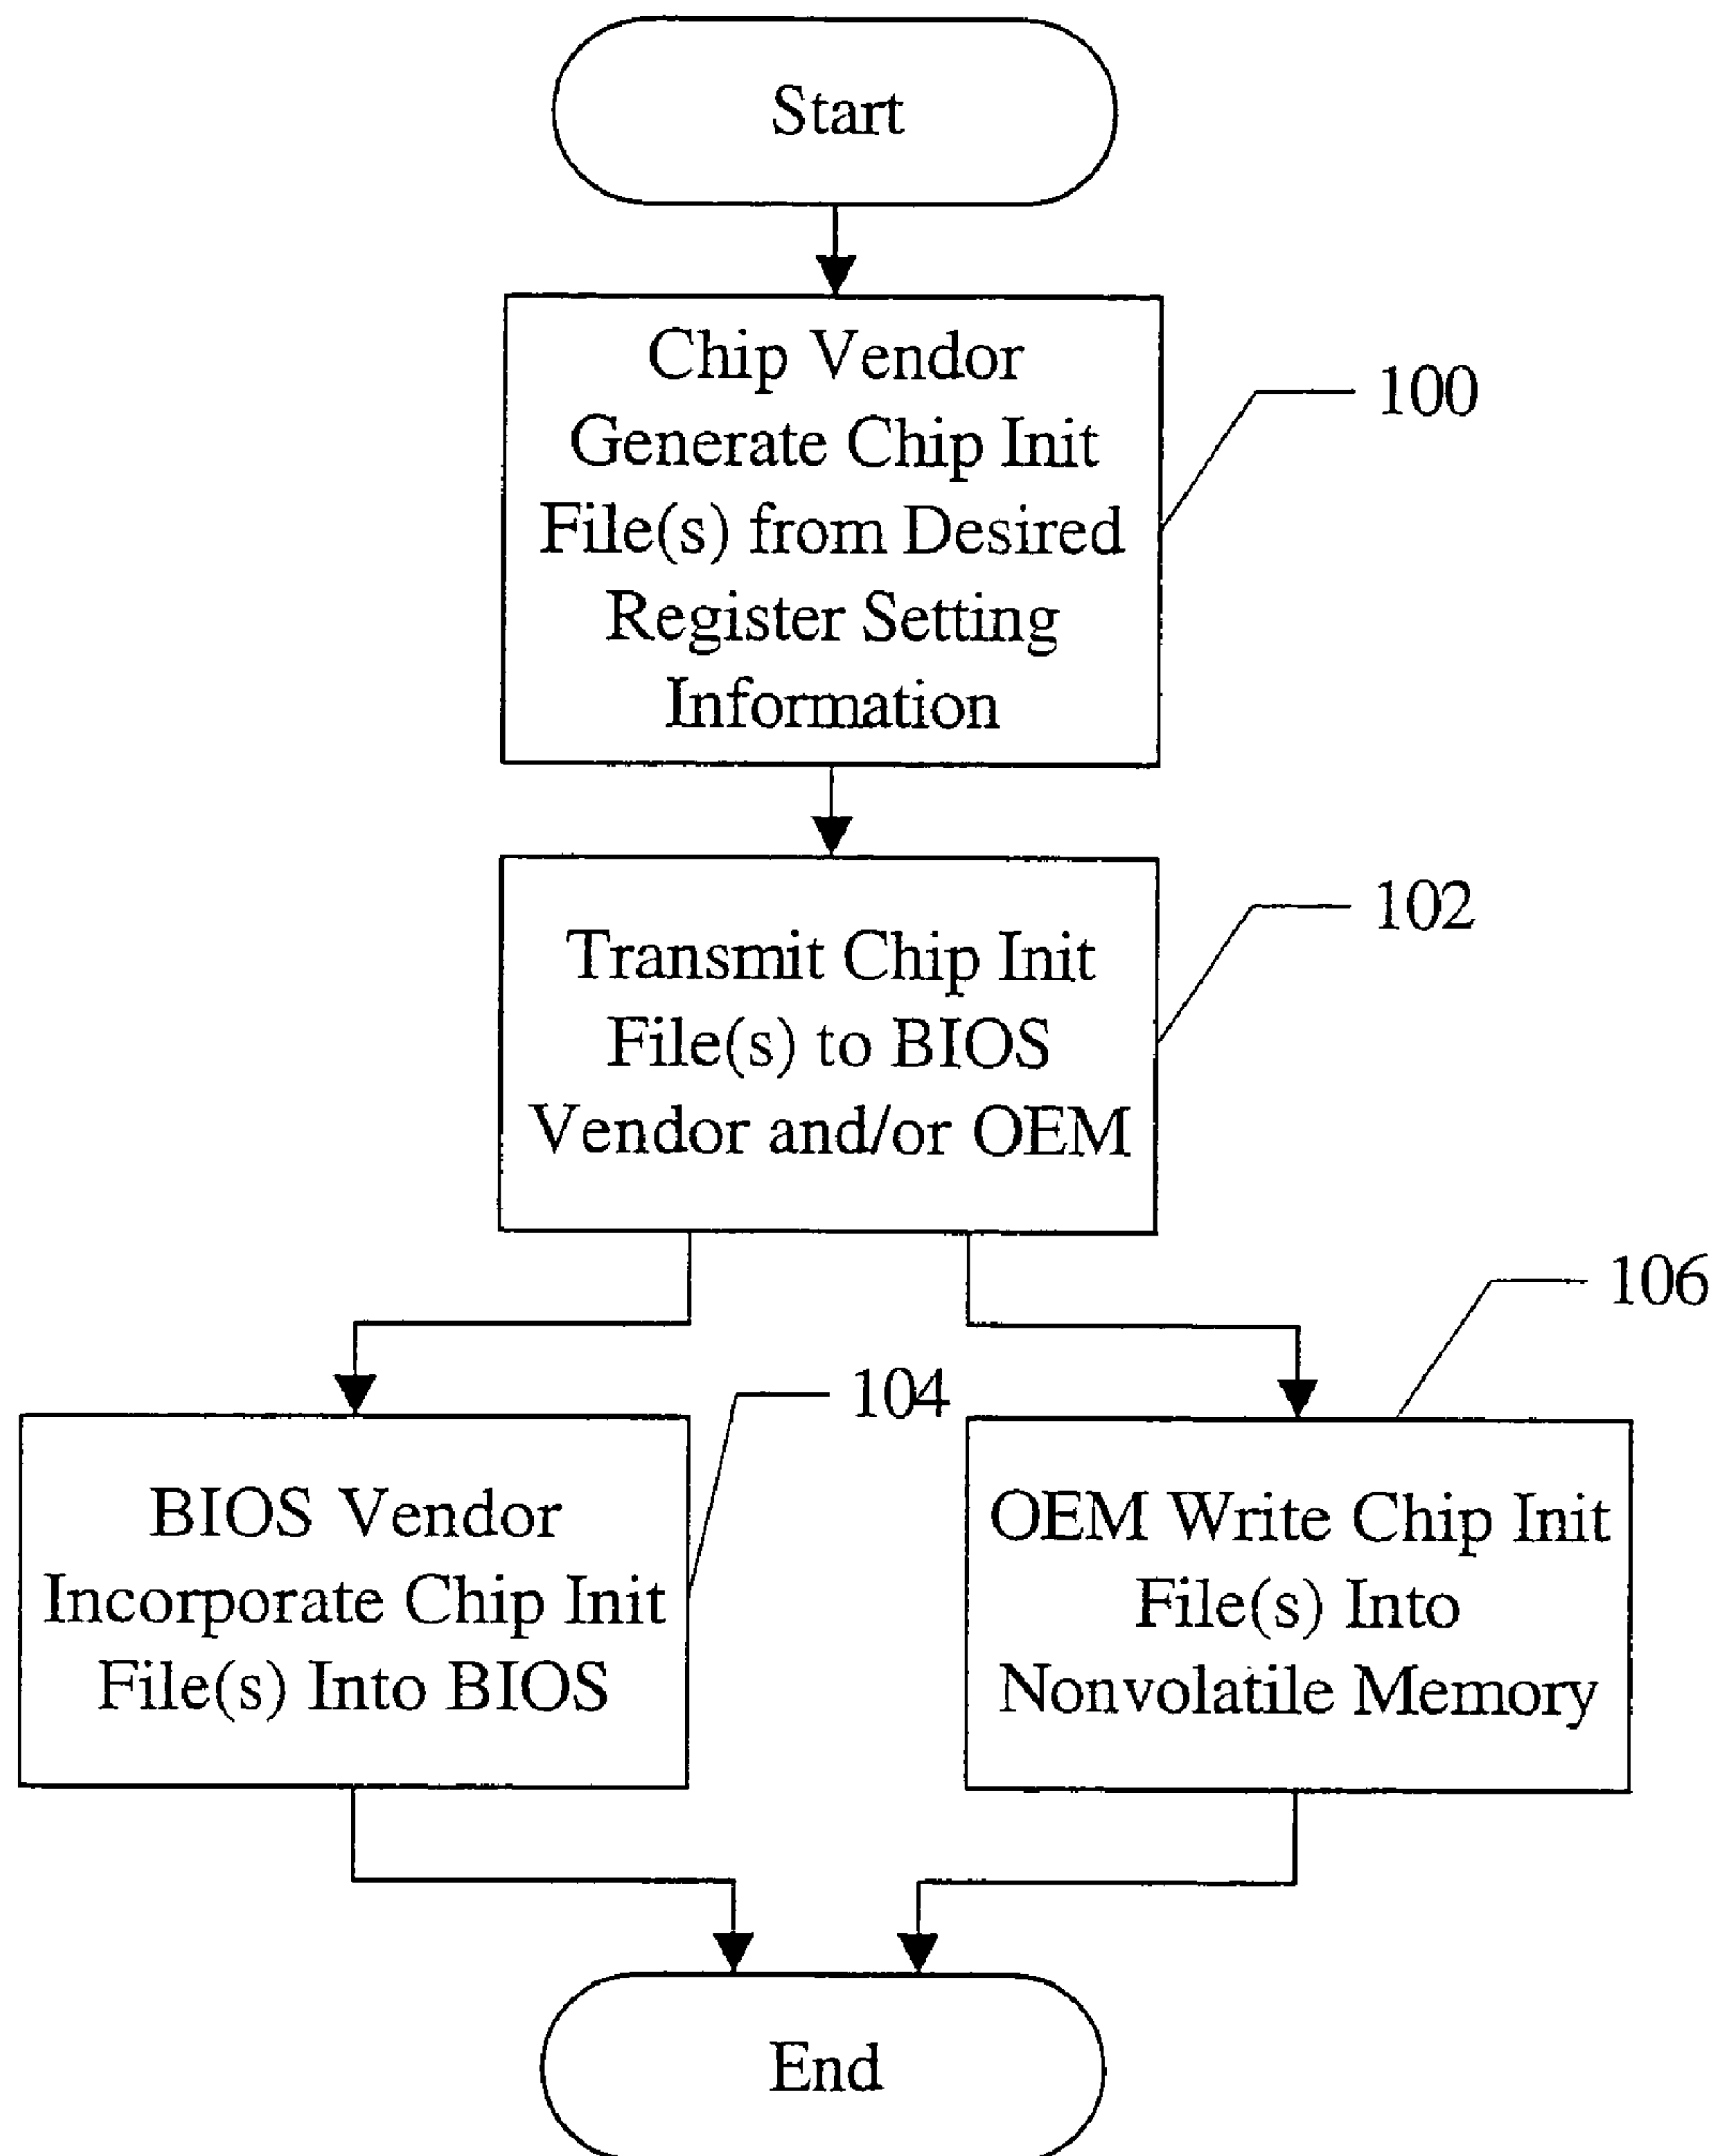 Start
Chip Vendor
Generate Chip Init
File(s) from Desired
Register Setting
Information
100
Transmit Chip Init
File(s) to BIOS
Vendor and/or OEM
102
BIOS Vendor
Incorporate Chip Init
File(s) Into BIOS
104
OEM Write Chip Init
File(s) Into
Nonvolatile Memory
106
End